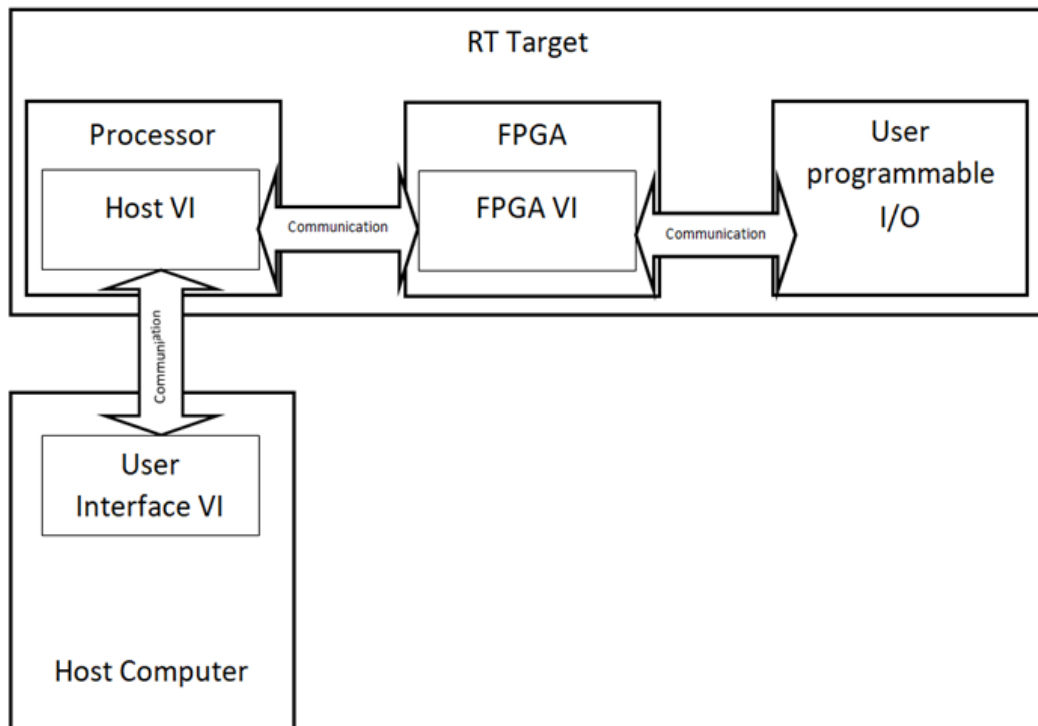 RT Target
Processor
Host VI
Communication
FPGA
FPGA VI
Communication
User
programmable
I/O
Communication
User
Interface VI
Host Computer